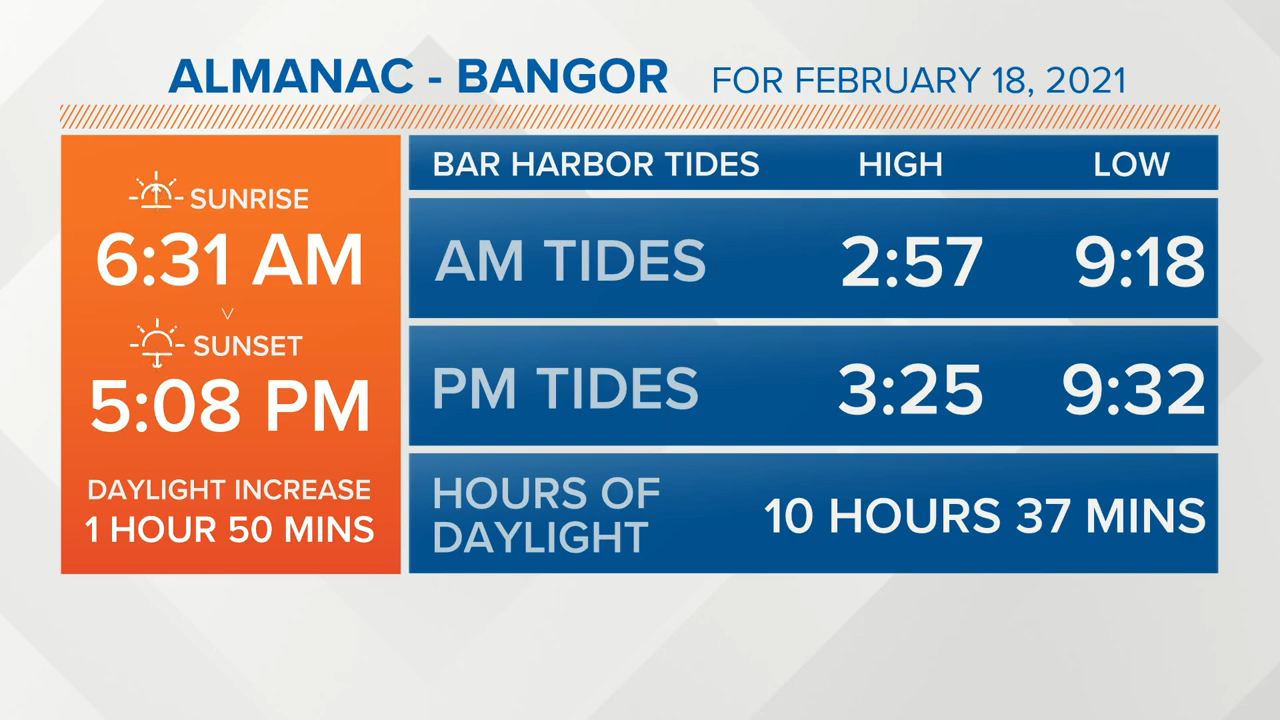 ALMANAC - BANGOR FOR FEBRUARY 18, 2021
SUNRISE
6:31 AM
SUNSET
5:08 PM
DAYLIGHT INCREASE
1 HOUR 50 MINS
BAR HARBOR TIDES HIGH LOW
AM TIDES 2:57 9:18
PM TIDES 3:25 9:32
HOURS OF
DAYLIGHT
10 HOURS 37 MINS